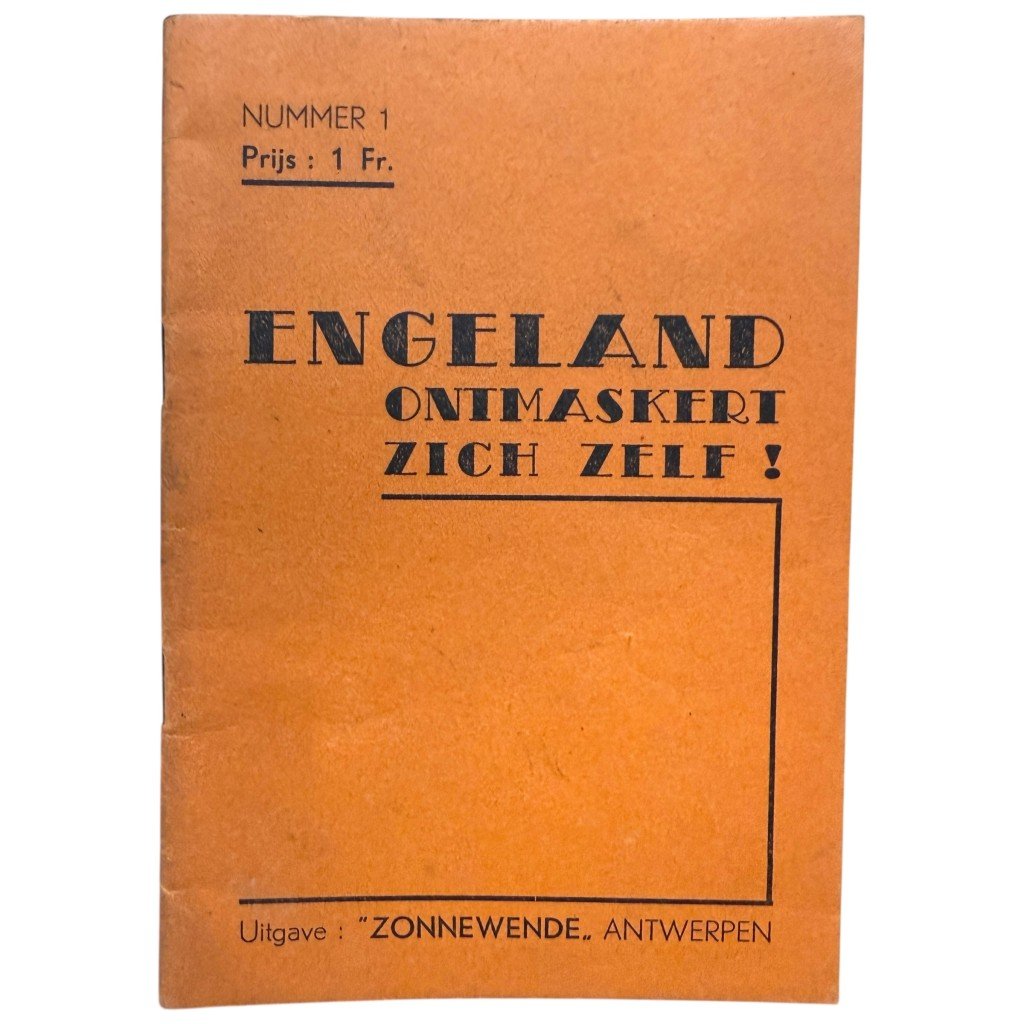 NUMMER 1
Prijs : 1 Fr.
ENGELAND
ONTMASKERT
ZICH ZELF !
Uitgave : "ZONNEWENDE„ ANTWERPEN